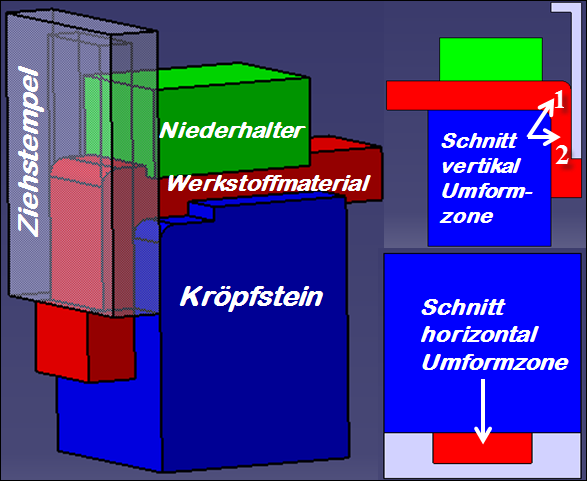 Ziehstempel
Niederhalter
Werkstoffmaterial
Kröpfstein
1
2
Schnitt
vertikal
Umform-
zone
Schnitt
horizontal
Umformzone